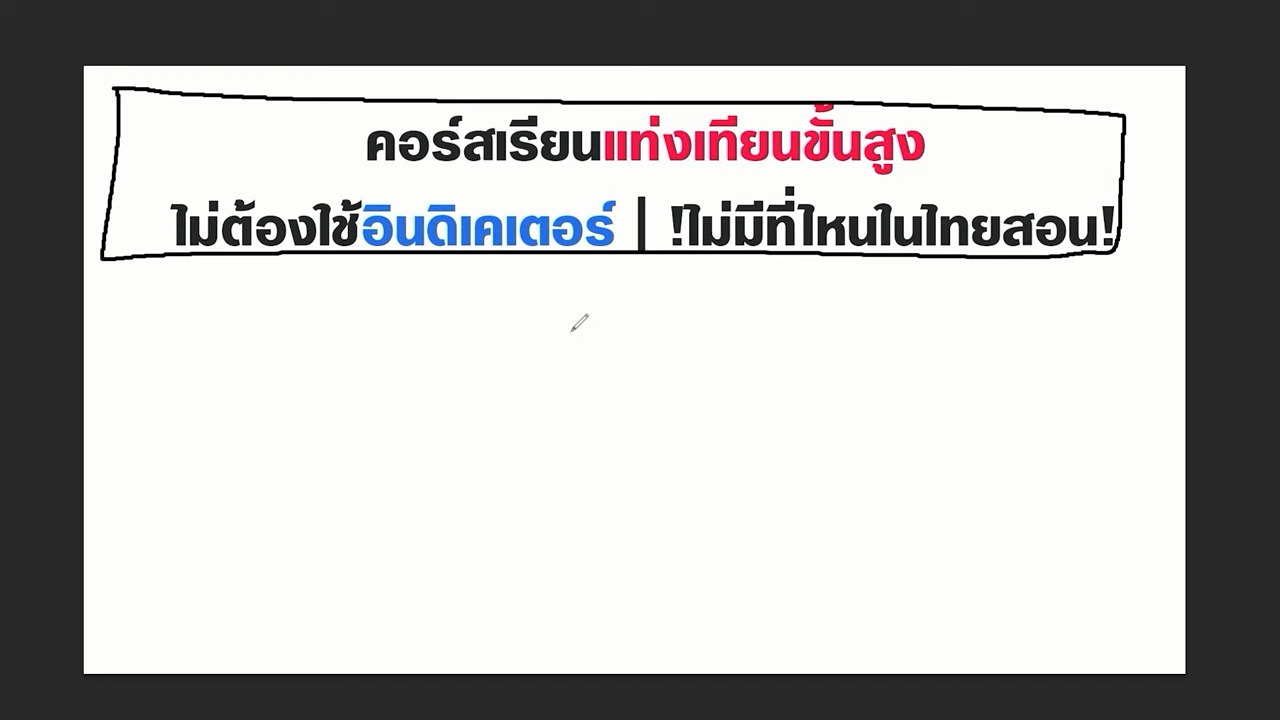 คอร์สเรียนแท่งเทียนขั้นสูง
ไม่ต้องใช้อินดิเคเตอร์ | !ไม่มีที่ไหนในไทยสอน!